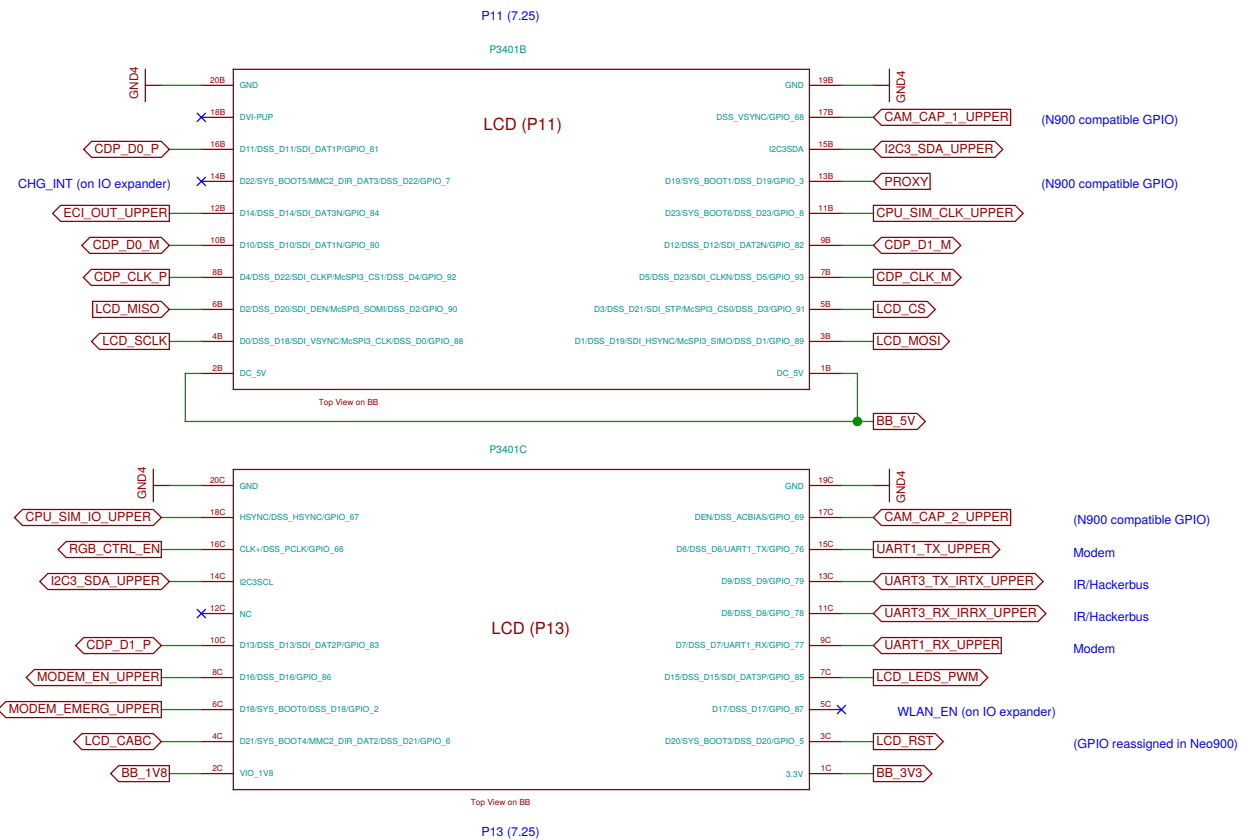 P11 (7.25)
P3401B
GND4 20B GND GND 19B GND4
18B DVI-PUP LCD (P11) DSS_VSYNC/GPIO_68 17B CAM_CAP_1_UPPER (N900 compatible GPIO)
CDP_D0_P 16B D11/DSS_D11/SDI_DAT1P/GPIO_81 I2C3SDA 15B I2C3_SDA_UPPER
CHG_INT (on IO expander) 14B D22/SYS_BOOT5/MMC2_DIR_DAT3/DSS_D22/GPIO_7 D19/SYS_BOOT1/DSS_D19/GPIO_3 13B PROXY (N900 compatible GPIO)
ECI_OUT_UPPER 12B D14/DSS_D14/SDI_DAT3N/GPIO_84 D23/SYS_BOOT6/DSS_D23/GPIO_8 11B CPU_SIM_CLK_UPPER
CDP_D0_M 10B D10/DSS_D10/SDI_DAT1N/GPIO_80 D12/DSS_D12/SDI_DAT2N/GPIO_82 9B CDP_D1_M
CDP_CLK_P 8B D4/DSS_D22/SDI_CLKP/McSPI3_CS1/DSS_D4/GPIO_92 D5/DSS_D23/SDI_CLKN/DSS_D5/GPIO_93 7B CDP_CLK_M
LCD_MISO 6B D2/DSS_D20/SDI_DEN/McSPI3_SOMI/DSS_D2/GPIO_90 D3/DSS_D21/SDI_STP/McSPI3_CS0/DSS_D3/GPIO_91 5B LCD_CS
LCD_SCLK 4B D0/DSS_D18/SDI_VSYNC/McSPI3_CLK/DSS_D0/GPIO_88 D1/DSS_D19/SDI_HSYNC/McSPI3_SIMO/DSS_D1/GPIO_89 3B LCD_MOSI
2B DC_5V DC_5V 1B
Top View on BB
BB_5V
P3401C
GND4 20C GND GND 19C GND4
CPU_SIM_IO_UPPER 18C HSYNC/DSS_HSYNC/GPIO_67 DEN/DSS_ACBIAS/GPIO_69 17C CAM_CAP_2_UPPER (N900 compatible GPIO)
RGB_CTRL_EN 16C CLK+/DSS_PCLK/GPIO_66 D6/DSS_D6/UART1_TX/GPIO_76 15C UART1_TX_UPPER Modem
I2C3_SDA_UPPER 14C I2C3SCL D9/DSS_D9/GPIO_79 13C UART3_TX_IRTX_UPPER IR/Hackerbus
12C NC LCD (P13) D8/DSS_D8/GPIO_78 11C UART3_RX_IRRX_UPPER IR/Hackerbus
CDP_D1_P 10C D13/DSS_D13/SDI_DAT2P/GPIO_83 D7/DSS_D7/UART1_RX/GPIO_77 9C UART1_RX_UPPER Modem
MODEM_EN_UPPER 8C D16/DSS_D16/GPIO_86 D15/DSS_D15/SDI_DAT3P/GPIO_85 7C LCD_LEDS_PWM
MODEM_EMERG_UPPER 6C D18/SYS_BOOT0/DSS_D18/GPIO_2 D17/DSS_D17/GPIO_87 5C WLAN_EN (on IO expander)
LCD_CABC 4C D21/SYS_BOOT4/MMC2_DIR_DAT2/DSS_D21/GPIO_6 D20/SYS_BOOT3/DSS_D20/GPIO_5 3C LCD_RST (GPIO reassigned in Neo900)
BB_1V8 2C VIO_1V8 3.3V 1C BB_3V3
Top View on BB
P13 (7.25)